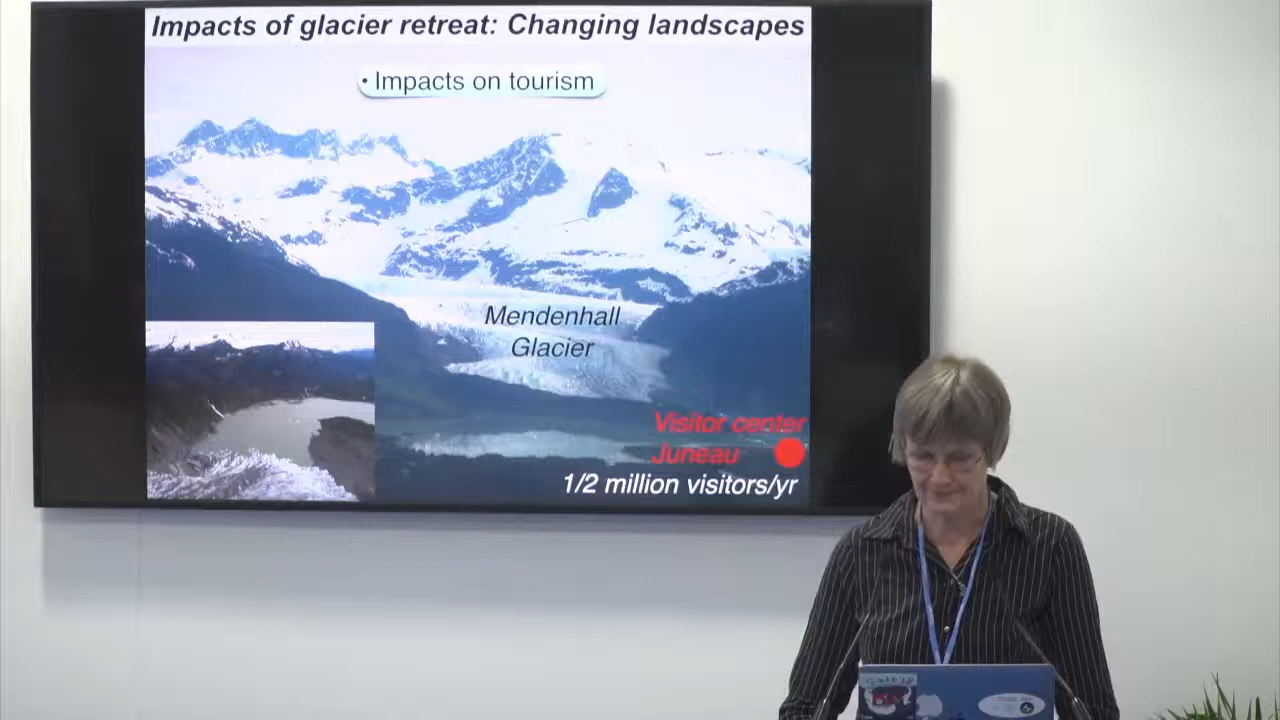 Impacts of glacier retreat: Changing landscapes
• Impacts on tourism
Mendenhall
Glacier
Visitor center
Juneau
1/2 million visitors/yr